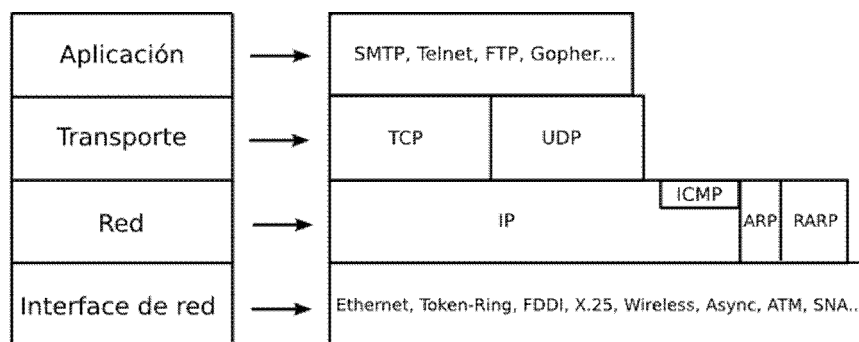 Aplicación
SMTP, Telnet, FTP, Gopher...
Transporte
TCP
UDP
Red
IP
ICMP
ARP
RARP
Interface de red
Ethernet, Token-Ring, FDDI, X.25, Wireless, Async, ATM, SNA...